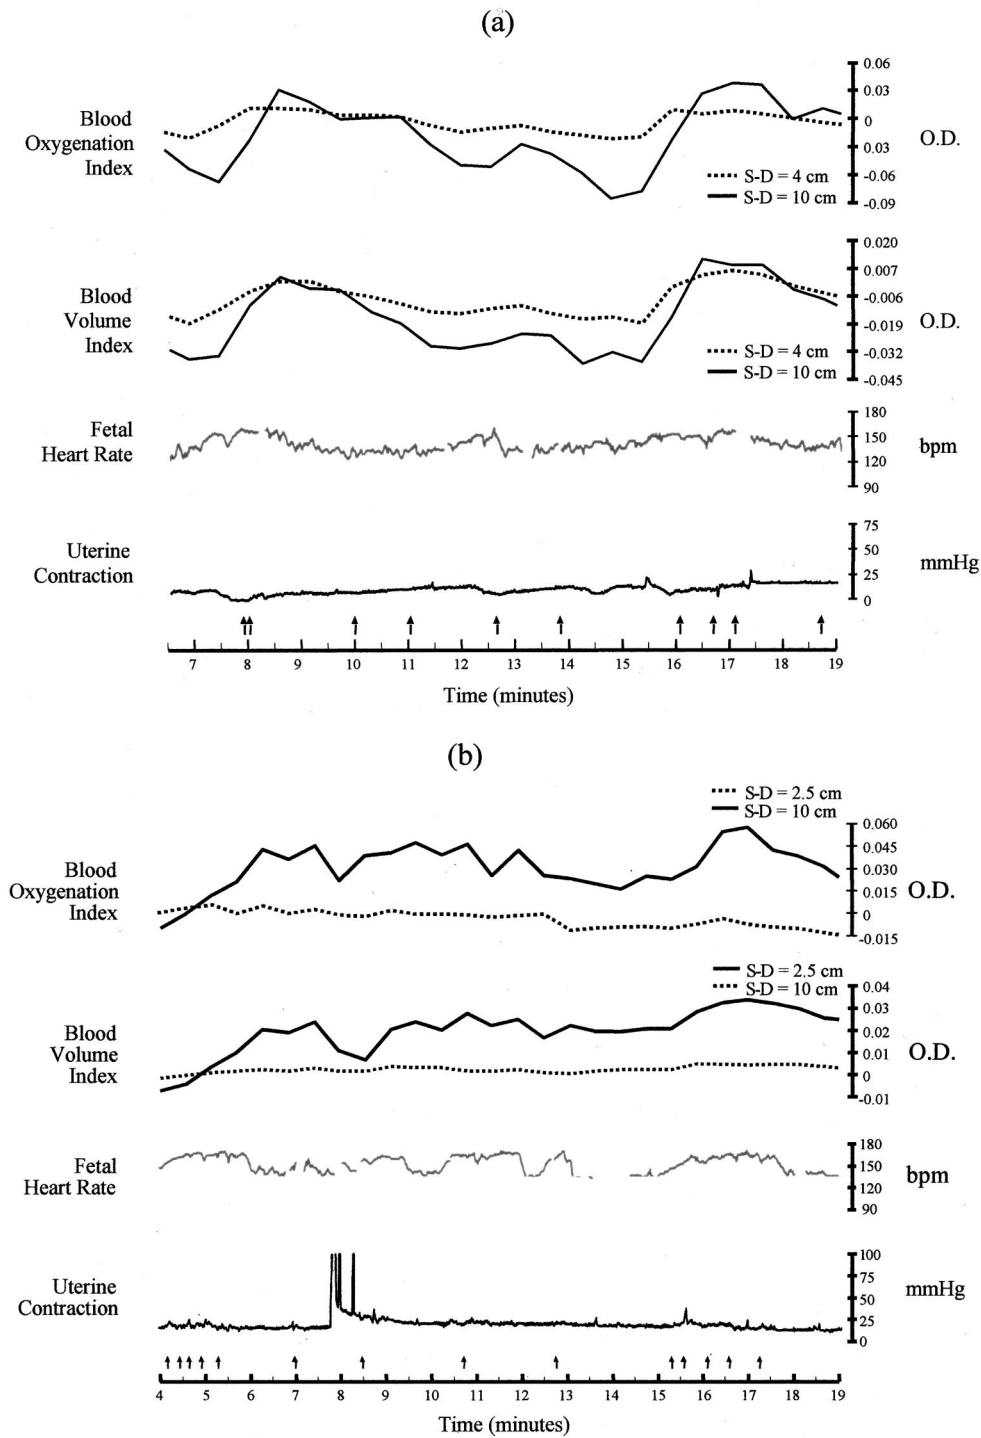 (a)
Blood
Oxygenation
Index
0.06
0.03
0
0.03
-0.06
-0.09
O.D.
S-D = 4 cm
S-D = 10 cm
Blood
Volume
Index
0.020
0.007
-0.006
-0.019
-0.032
-0.045
O.D.
S-D = 4 cm
S-D = 10 cm
Fetal
Heart Rate
180
150
120
90
bpm
Uterine
Contraction
75
50
25
0
mmHg
7 8 9 10 11 12 13 14 15 16 17 18 19
Time (minutes)
(b)
S-D = 2.5 cm
S-D = 10 cm
Blood
Oxygenation
Index
0.060
0.045
0.030
0.015
0
-0.015
O.D.
S-D = 2.5 cm
S-D = 10 cm
Blood
Volume
Index
0.04
0.03
0.02
0.01
0
-0.01
O.D.
Fetal
Heart Rate
180
150
120
90
bpm
Uterine
Contraction
100
75
50
25
0
mmHg
4 5 6 7 8 9 10 11 12 13 14 15 16 17 18 19
Time (minutes)